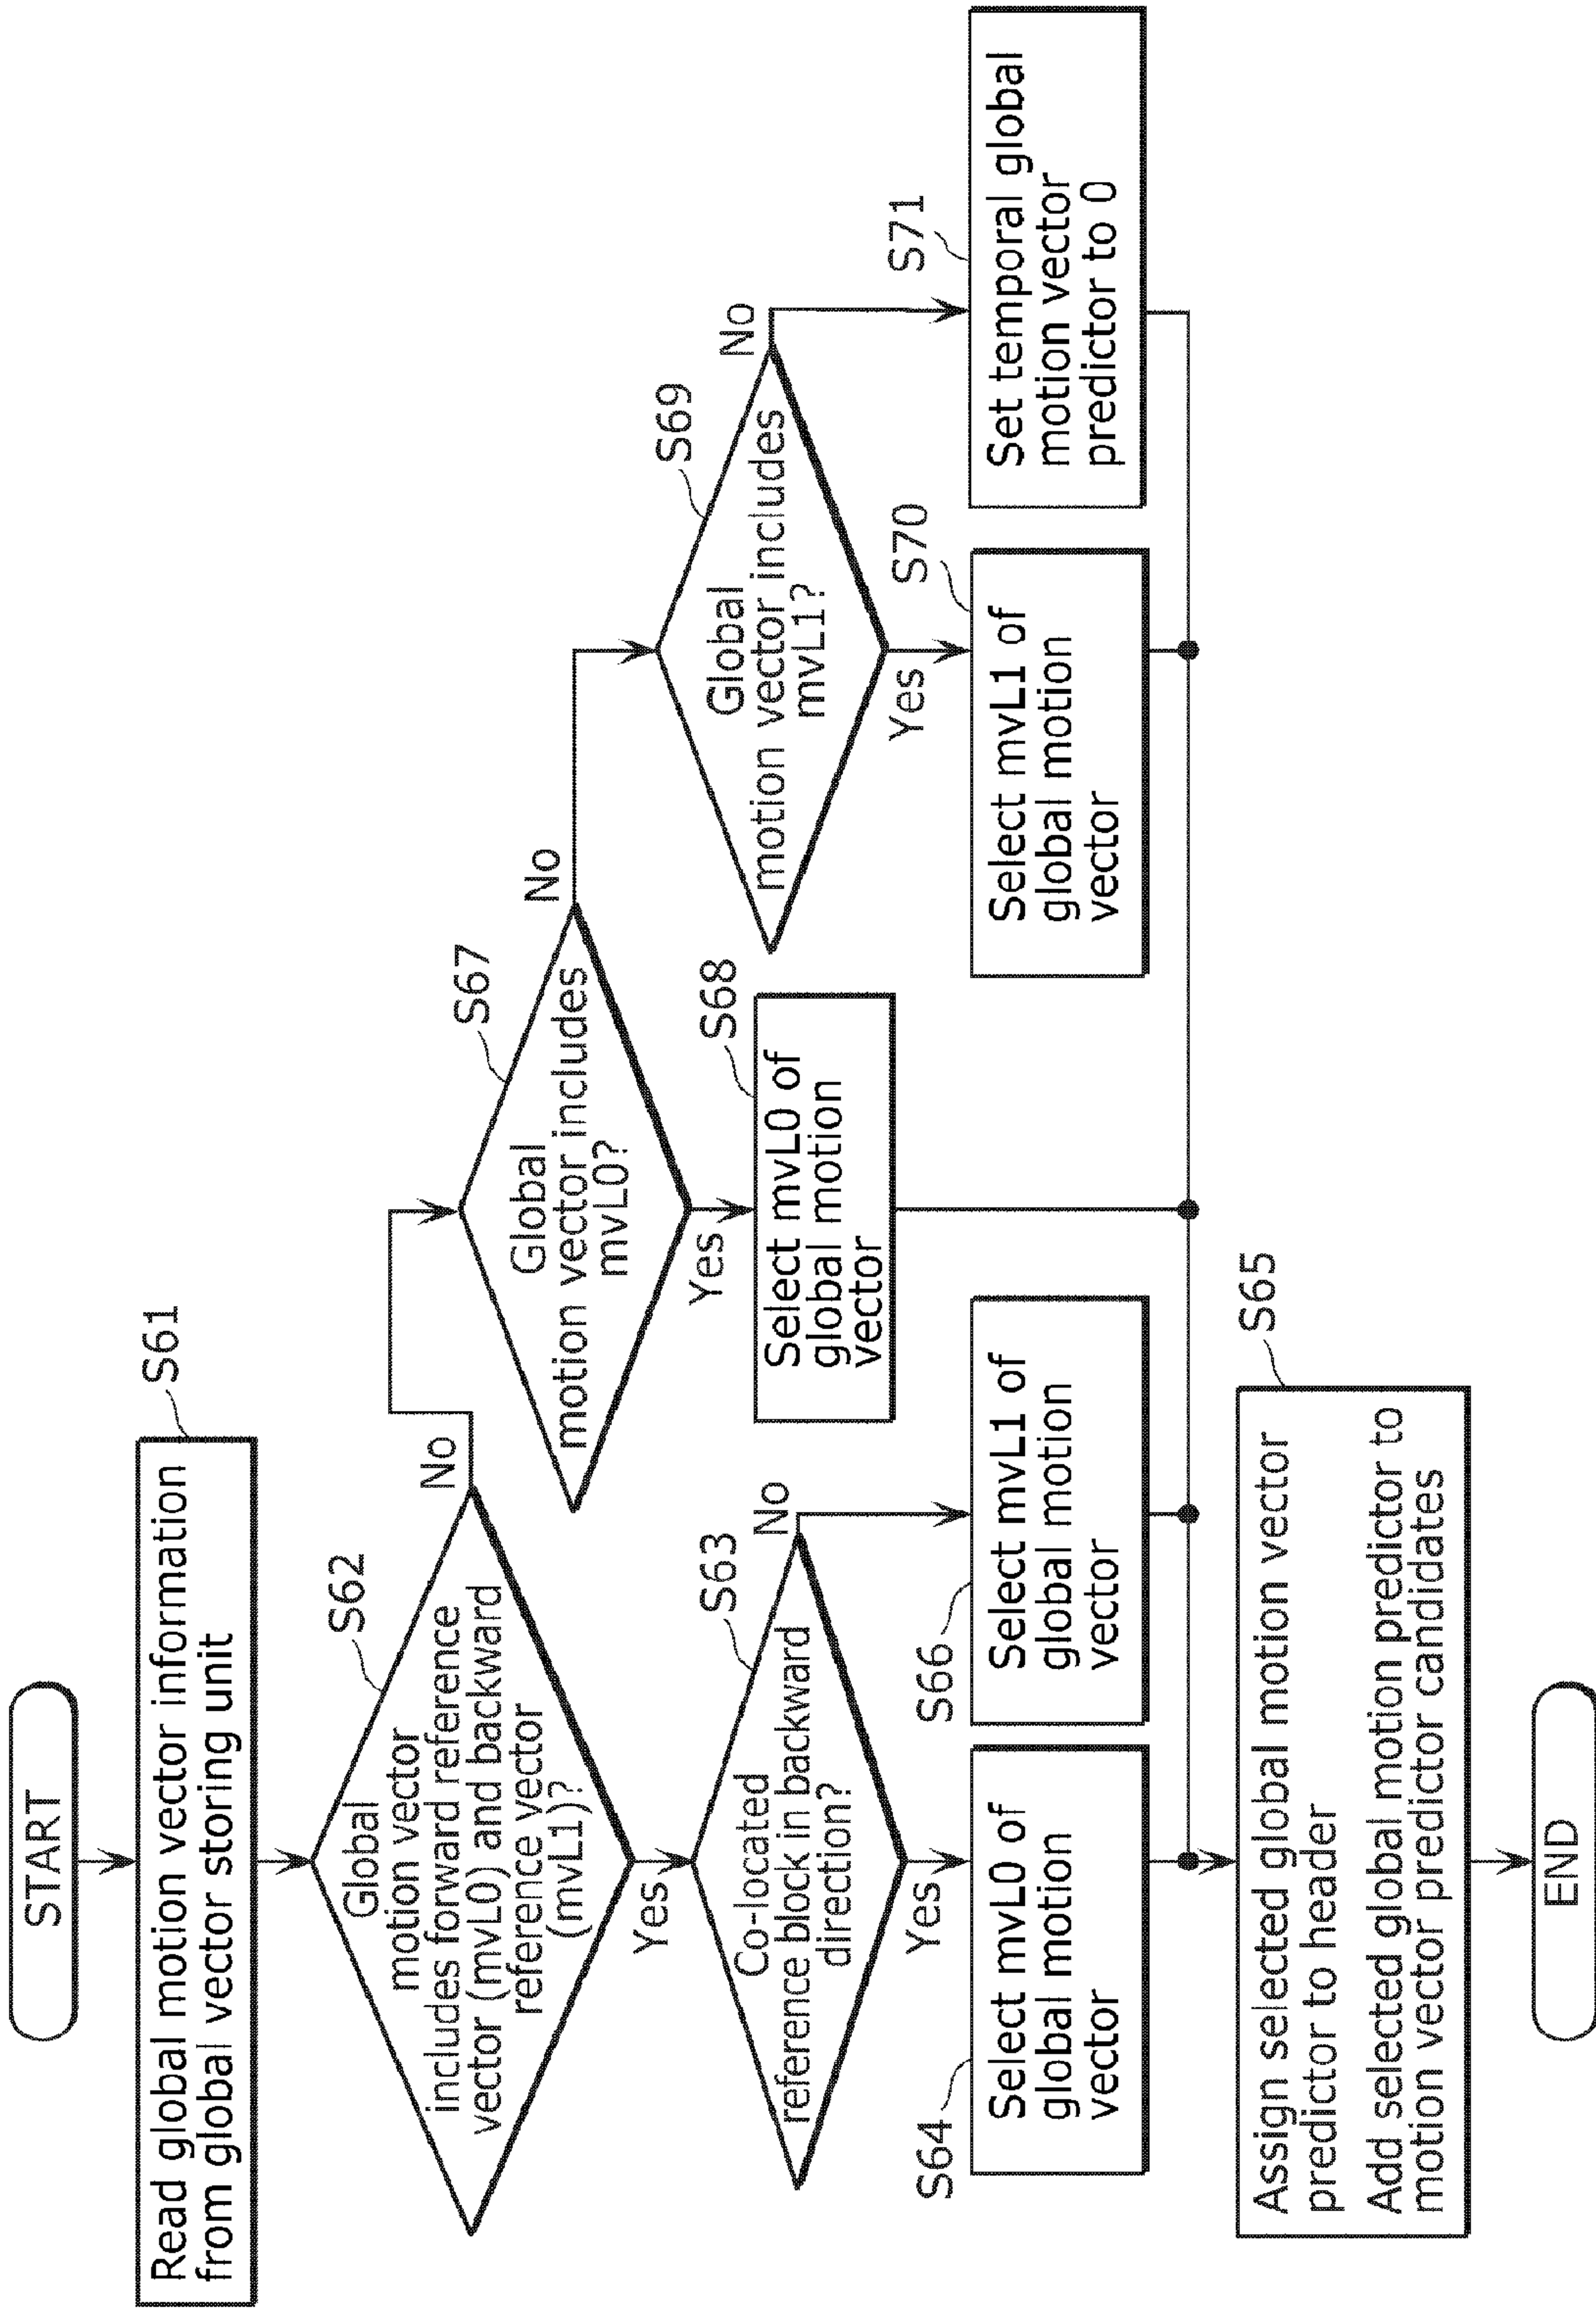 START
S61
Read global motion vector information
from global vector storing unit
S62
Global
motion vector
includes forward reference
vector (mvL0) and backward
reference vector
(mvL1)?
No
Yes
S63
Co-located
reference block in backward
direction?
No
Yes
S64
Select mvL0 of
global motion
vector
S66
Select mvL1 of
global motion
vector
S67
Global
motion vector includes
mvL0?
No
Yes
S68
Select mvL0 of
global motion
vector
S69
Global
motion vector includes
mvL1?
No
Yes
S70
Select mvL1 of
global motion
vector
S71
Set temporal global
motion vector
predictor to 0
S65
Assign selected global motion vector
predictor to header
Add selected global motion predictor to
motion vector predictor candidates
END